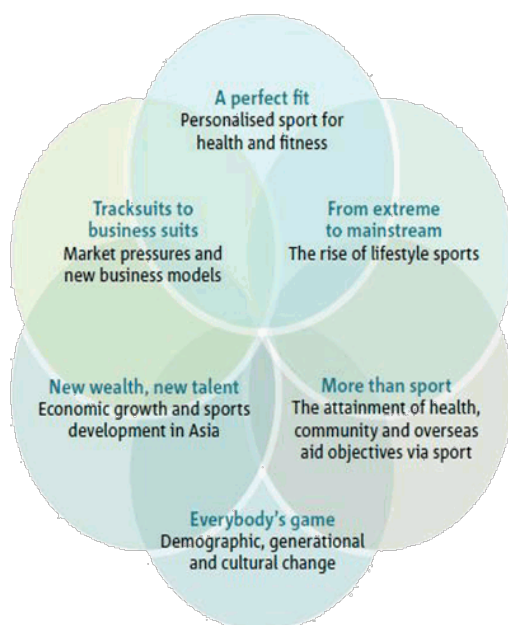 A perfect fit
Personalised sport for
health and fitness
Tracksuits to
business suits
Market pressures and
new business models
From extreme
to mainstream
The rise of lifestyle sports
New wealth, new talent
Economic growth and sports
development in Asia
More than sport
The attainment of health,
community and overseas
aid objectives via sport
Everybody's game
Demographic, generational
and cultural change